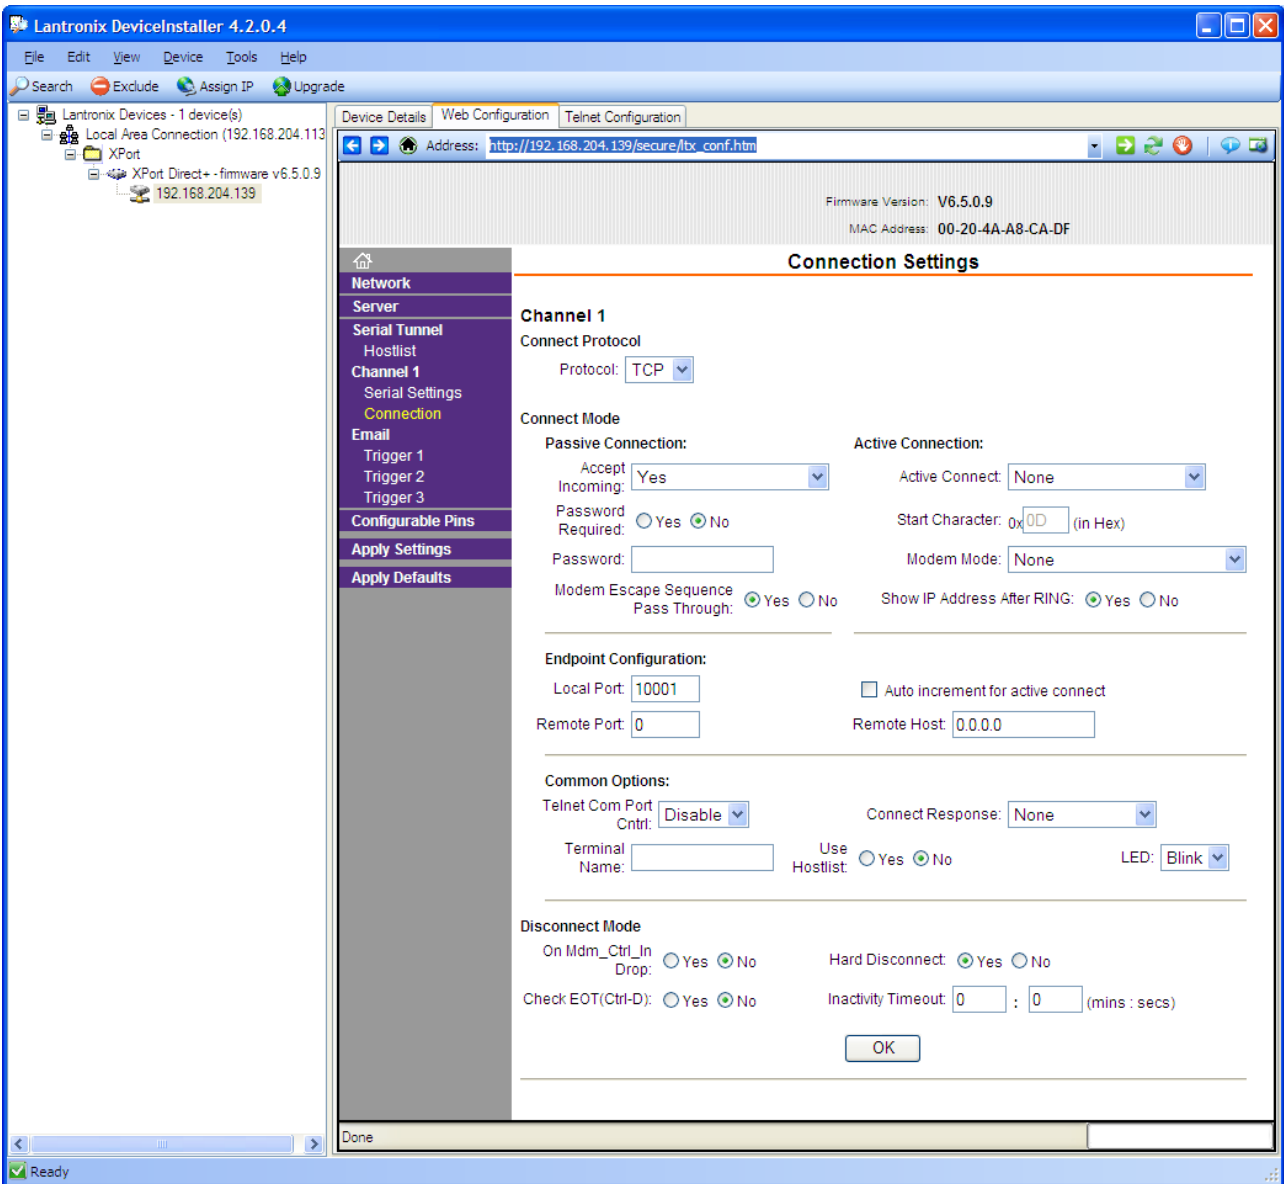 Lantronix DeviceInstaller 4.2.0.4
File Edit View Device Tools Help
Search Exclude Assign IP Upgrade
Lantronix Devices - 1 device(s)
Local Area Connection (192.168.204.113
XPort
XPort Direct+ - firmware v6.5.0.9
192.168.204.139
Device Details Web Configuration Telnet Configuration
Address: http://192.168.204.139/secure/ltx_conf.htm
Firmware Version: V6.5.0.9
MAC Address: 00-20-4A-A8-CA-DF
Network
Server
Serial Tunnel
Hostlist
Channel 1
Serial Settings
Connection
Email
Trigger 1
Trigger 2
Trigger 3
Configurable Pins
Apply Settings
Apply Defaults
Connection Settings
Channel 1
Connect Protocol
Protocol: TCP
Connect Mode
Passive Connection: Active Connection:
Accept Incoming: Yes Active Connect: None
Password Required: Yes No Start Character: 0x 0D (in Hex)
Password: Modem Mode: None
Modem Escape Sequence Pass Through: Yes No Show IP Address After RING: Yes No
Endpoint Configuration:
Local Port: 10001 Auto increment for active connect
Remote Port: 0 Remote Host: 0.0.0.0
Common Options:
Telnet Com Port Cntrl: Disable Connect Response: None
Terminal Name: Use Hostlist: Yes No LED: Blink
Disconnect Mode
On Mdm_Ctrl_In Drop: Yes No Hard Disconnect: Yes No
Check EOT(Ctrl-D): Yes No Inactivity Timeout: 0 : 0 (mins : secs)
OK
Done
Ready